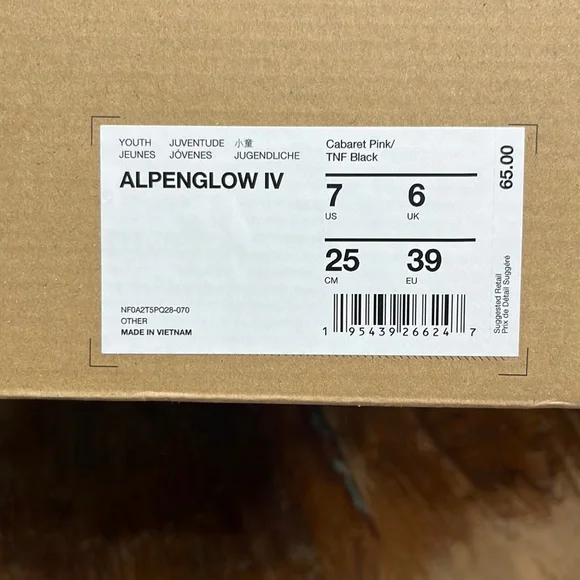 YOUTH JUVENTUDE 小童
JEUNES JÓVENES JUGENDLICHE
ALPENGLOW IV
Cabaret Pink/
TNF Black
7 6
US UK
25 39
CM EU
1 95439 26624 7
NF0A2T5PQ28-070
OTHER
MADE IN VIETNAM
65.00
Suggested Retail
Prix de Détail Suggéré